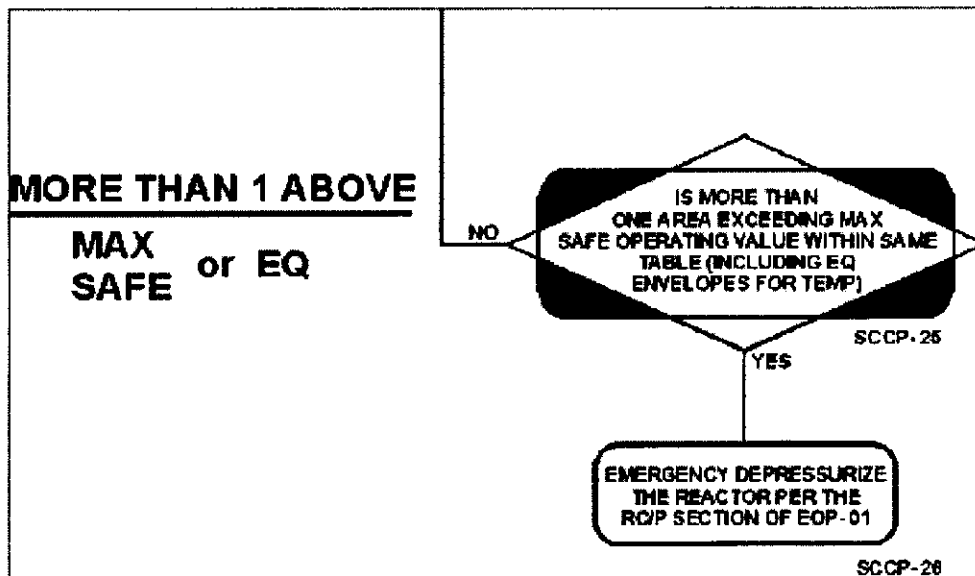 MORE THAN 1 ABOVE
MAX
SAFE or EQ
IS MORE THAN
ONE AREA EXCEEDING MAX
SAFE OPERATING VALUE WITHIN SAME
TABLE (INCLUDING EQ
ENVELOPES FOR TEMP)
NO
SCCP-25
YES
EMERGENCY DEPRESSURIZE
THE REACTOR PER THE
RC/P SECTION OF EOP-01
SCCP-26